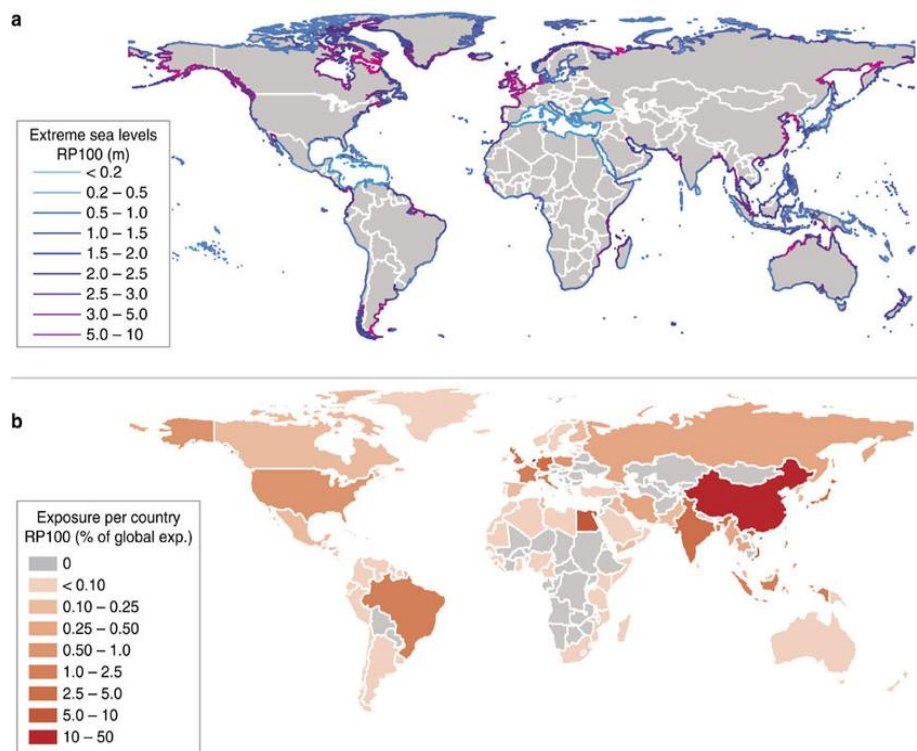 a
Extreme sea levels
RP100 (m)
< 0.2
0.2 – 0.5
0.5 – 1.0
1.0 – 1.5
1.5 – 2.0
2.0 – 2.5
2.5 – 3.0
3.0 – 5.0
5.0 – 10
b
Exposure per country
RP100 (% of global exp.)
0
< 0.10
0.10 – 0.25
0.25 – 0.50
0.50 – 1.0
1.0 – 2.5
2.5 – 5.0
5.0 – 10
10 – 50